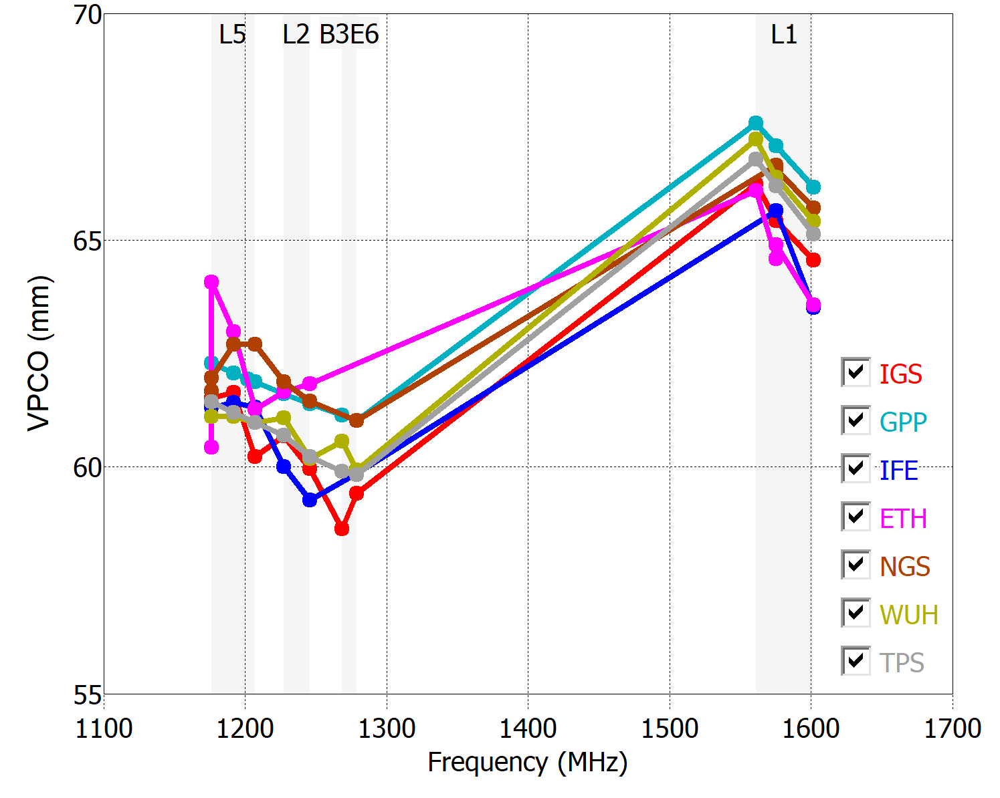 70
L5 L2 B3E6 L1
65
VPCO (mm)
IGS
GPP
60
IFE
ETH
NGS
WUH
TPS
55
1100 1200 1300 1400 1500 1600 1700
Frequency (MHz)